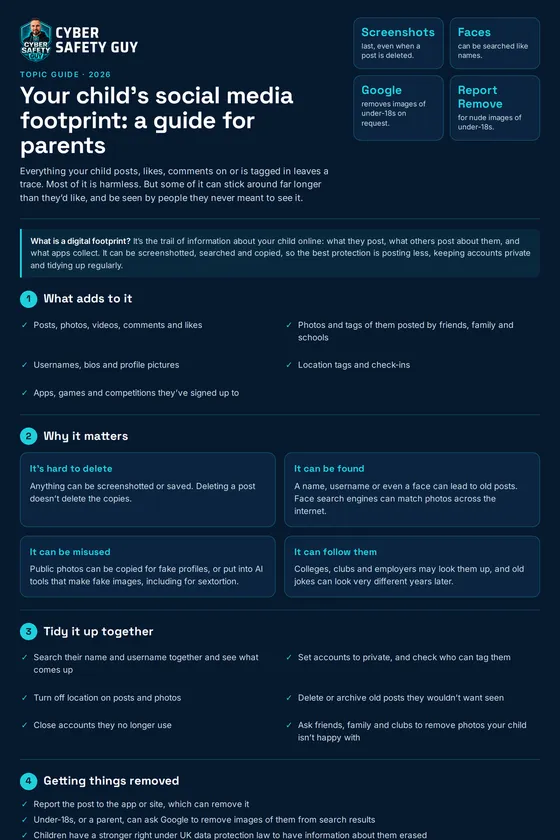 CYBER
SAFETY
GUY
CYBER
SAFETY GUY
TOPIC GUIDE · 2026
Your child's social media
footprint: a guide for
parents
Everything your child posts, likes, comments on or is tagged in leaves a
trace. Most of it is harmless. But some of it can stick around far longer
than they'd like, and be seen by people they never meant to see it.
Screenshots
last, even when a
post is deleted.
Faces
can be searched like
names.
Google
removes images of
under-18s on
request.
Report
Remove
for nude images of
under-18s.
What is a digital footprint? It's the trail of information about your child online: what they post, what others post about them, and
what apps collect. It can be screenshotted, searched and copied, so the best protection is posting less, keeping accounts private
and tidying up regularly.
1 What adds to it
✓ Posts, photos, videos, comments and likes
✓ Photos and tags of them posted by friends, family and
schools
✓ Usernames, bios and profile pictures
✓ Location tags and check-ins
✓ Apps, games and competitions they've signed up to
2 Why it matters
It's hard to delete
Anything can be screenshotted or saved. Deleting a post
doesn't delete the copies.
It can be found
A name, username or even a face can lead to old posts.
Face search engines can match photos across the
internet.
It can be misused
Public photos can be copied for fake profiles, or put into AI
tools that make fake images, including for sextortion.
It can follow them
Colleges, clubs and employers may look them up, and old
jokes can look very different years later.
3 Tidy it up together
✓ Search their name and username together and see what
comes up
✓ Set accounts to private, and check who can tag them
✓ Turn off location on posts and photos
✓ Delete or archive old posts they wouldn't want seen
✓ Close accounts they no longer use
✓ Ask friends, family and clubs to remove photos your child
isn't happy with
4 Getting things removed
✓ Report the post to the app or site, which can remove it
✓ Under-18s, or a parent, can ask Google to remove images of them from search results
✓ Children have a stronger right under UK data protection law to have information about them erased